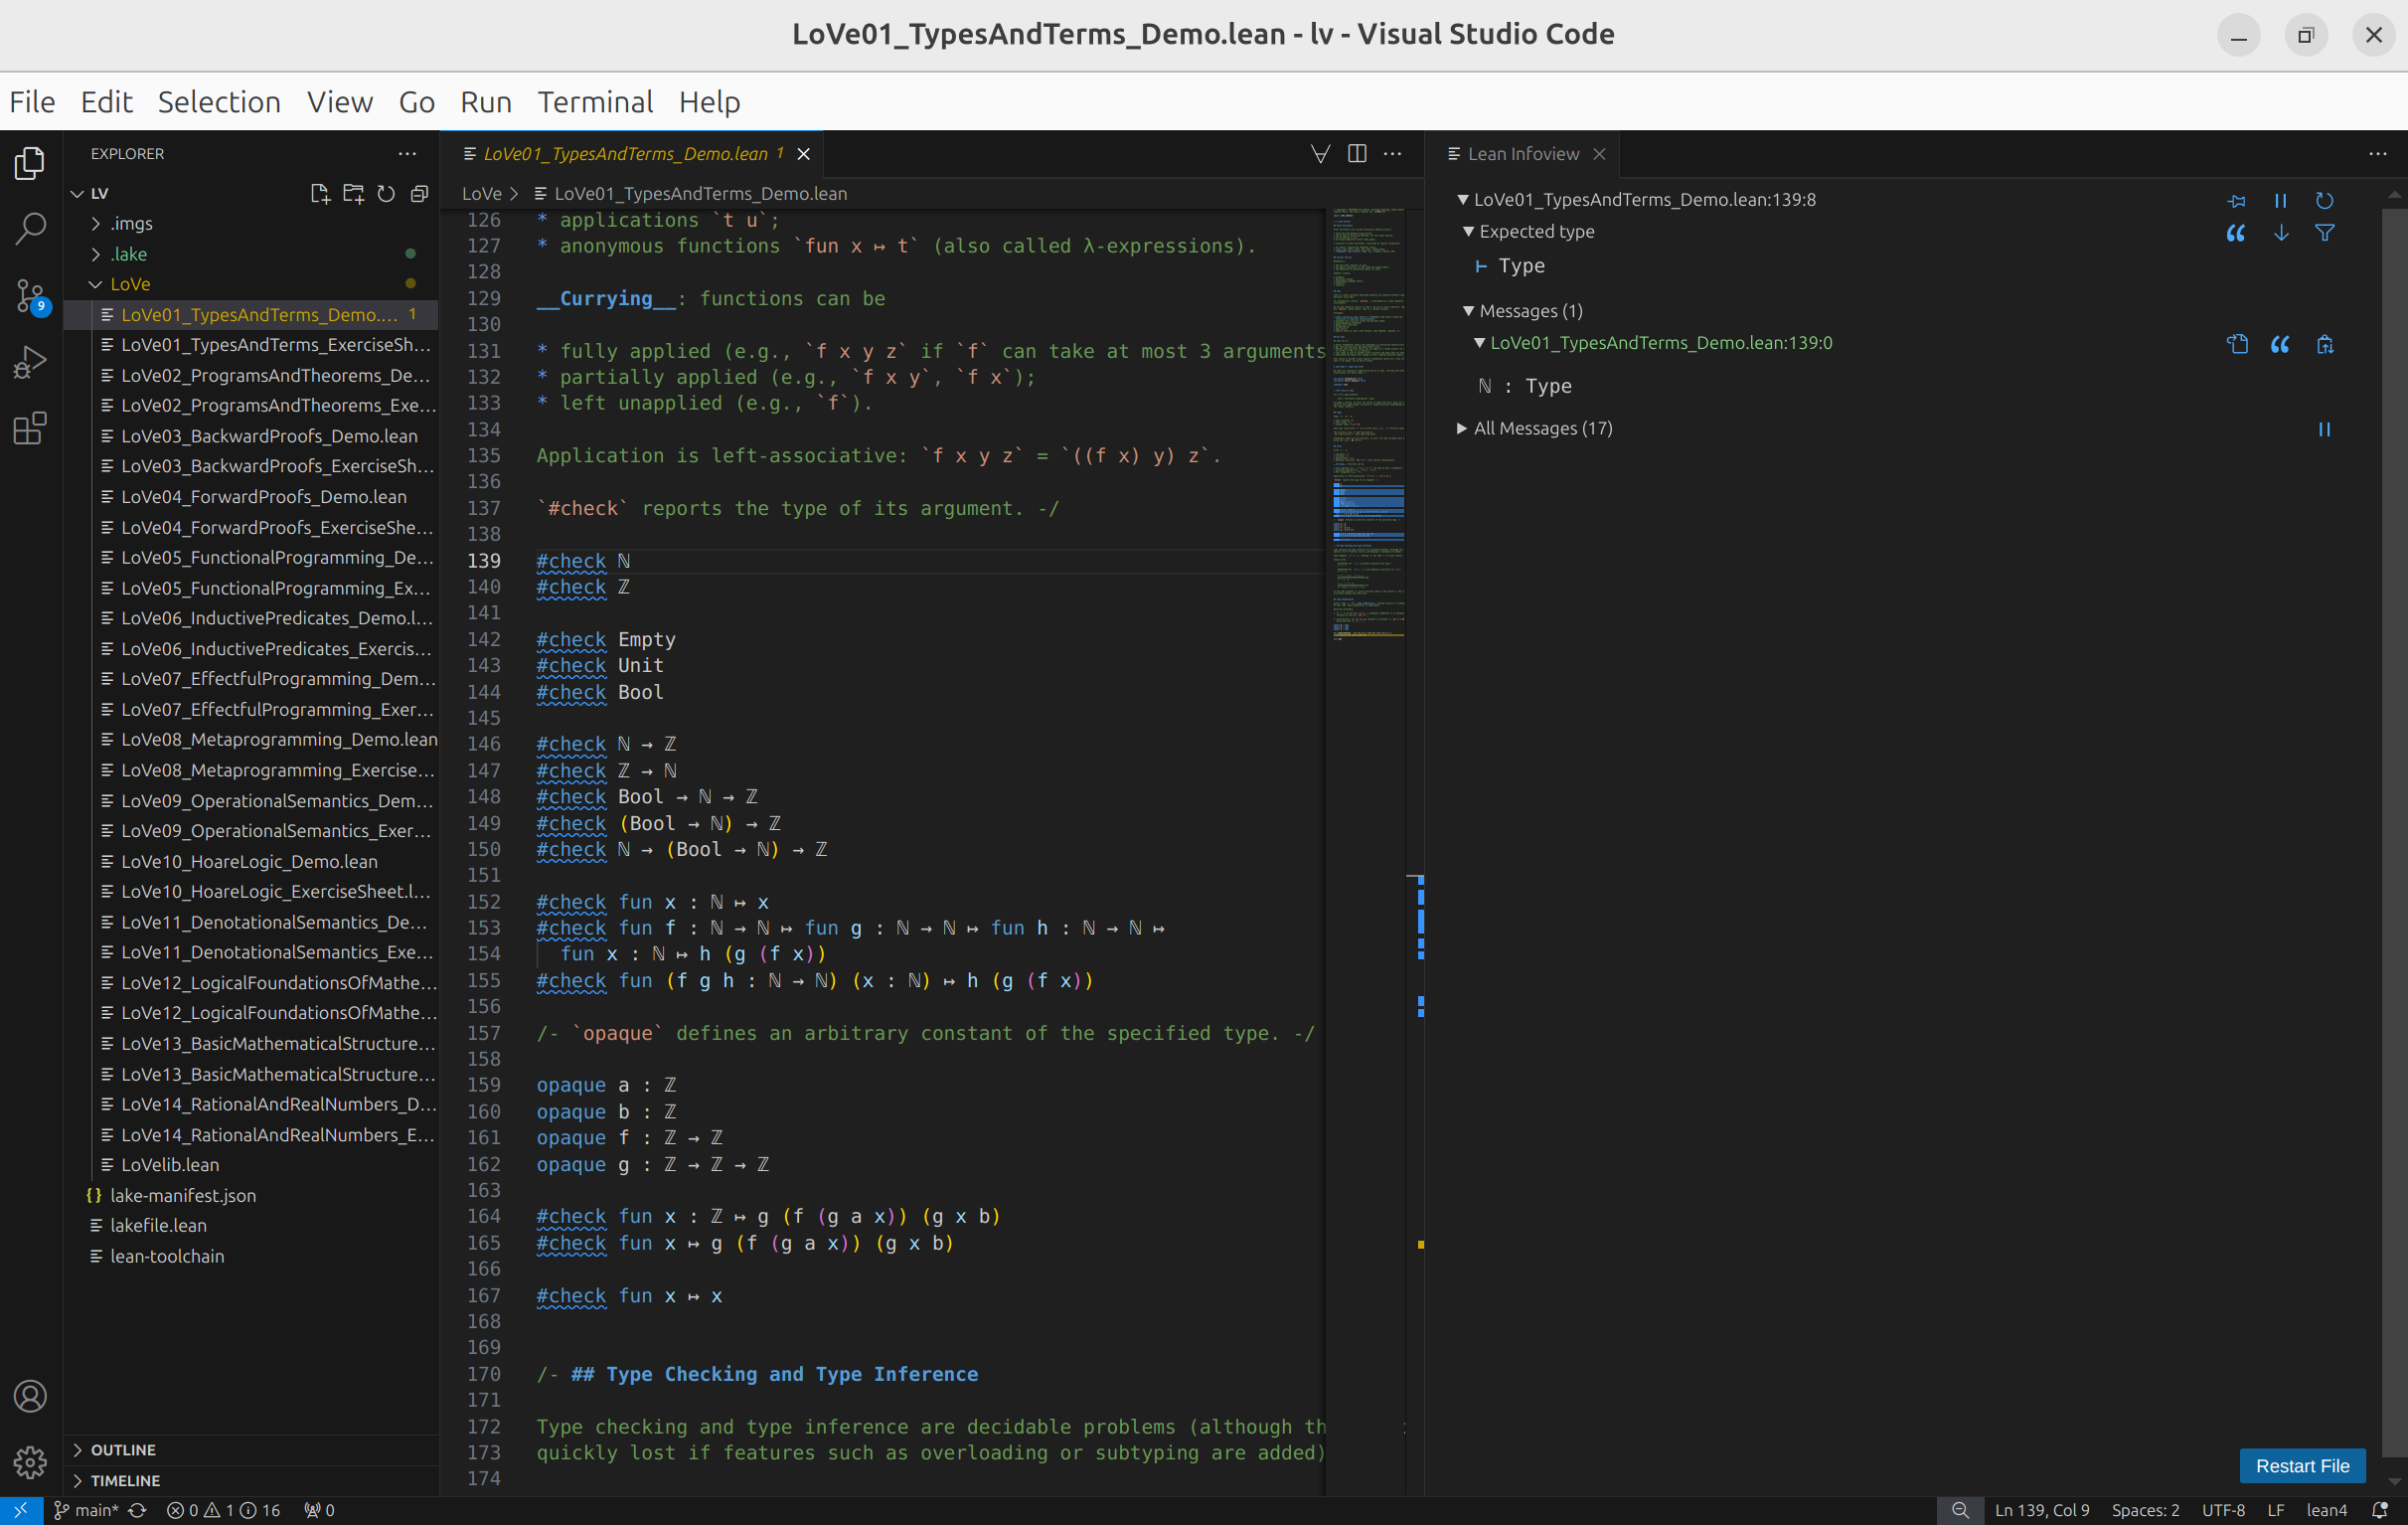 LoVe01_TypesAndTerms_Demo.lean - lv - Visual Studio Code
File Edit Selection View Go Run Terminal Help
EXPLORER
LV
.imgs
.lake
LoVe
LoVe01_TypesAndTerms_Demo.... 1
LoVe01_TypesAndTerms_ExerciseSh...
LoVe02_ProgramsAndTheorems_De...
LoVe02_ProgramsAndTheorems_Exe...
LoVe03_BackwardProofs_Demo.lean
LoVe03_BackwardProofs_ExerciseSh...
LoVe04_ForwardProofs_Demo.lean
LoVe04_ForwardProofs_ExerciseShe...
LoVe05_FunctionalProgramming_De...
LoVe05_FunctionalProgramming_Ex...
LoVe06_InductivePredicates_Demo.l...
LoVe06_InductivePredicates_Exercis...
LoVe07_EffectfulProgramming_Dem...
LoVe07_EffectfulProgramming_Exer...
LoVe08_Metaprogramming_Demo.lean
LoVe08_Metaprogramming_Exercise...
LoVe09_OperationalSemantics_Dem...
LoVe09_OperationalSemantics_Exer...
LoVe10_HoareLogic_Demo.lean
LoVe10_HoareLogic_ExerciseSheet.l...
LoVe11_DenotationalSemantics_De...
LoVe11_DenotationalSemantics_Exe...
LoVe12_LogicalFoundationsOfMathe...
LoVe12_LogicalFoundationsOfMathe...
LoVe13_BasicMathematicalStructure...
LoVe13_BasicMathematicalStructure...
LoVe14_RationalAndRealNumbers_D...
LoVe14_RationalAndRealNumbers_E...
LoVelib.lean
{} lake-manifest.json
lakefile.lean
lean-toolchain
OUTLINE
TIMELINE
9
LoVe01_TypesAndTerms_Demo.lean 1
LoVe > LoVe01_TypesAndTerms_Demo.lean
126 * applications `t u`;
127 * anonymous functions `fun x ↦ t` (also called λ-expressions).
128
129 __Currying__: functions can be
130
131 * fully applied (e.g., `f x y z` if `f` can take at most 3 arguments
132 * partially applied (e.g., `f x y`, `f x`);
133 * left unapplied (e.g., `f`).
134
135 Application is left-associative: `f x y z` = `((f x) y) z`.
136
137 `#check` reports the type of its argument. -/
138
139 #check ℕ
140 #check ℤ
141
142 #check Empty
143 #check Unit
144 #check Bool
145
146 #check ℕ → ℤ
147 #check ℤ → ℕ
148 #check Bool → ℕ → ℤ
149 #check (Bool → ℕ) → ℤ
150 #check ℕ → (Bool → ℕ) → ℤ
151
152 #check fun x : ℕ ↦ x
153 #check fun f : ℕ → ℕ ↦ fun g : ℕ → ℕ ↦ fun h : ℕ → ℕ ↦
154 fun x : ℕ ↦ h (g (f x))
155 #check fun (f g h : ℕ → ℕ) (x : ℕ) ↦ h (g (f x))
156
157 /- `opaque` defines an arbitrary constant of the specified type. -/
158
159 opaque a : ℤ
160 opaque b : ℤ
161 opaque f : ℤ → ℤ
162 opaque g : ℤ → ℤ → ℤ
163
164 #check fun x : ℤ ↦ g (f (g a x)) (g x b)
165 #check fun x ↦ g (f (g a x)) (g x b)
166
167 #check fun x ↦ x
168
169
170 /- ## Type Checking and Type Inference
171
172 Type checking and type inference are decidable problems (although th
173 quickly lost if features such as overloading or subtyping are added)
174
Lean Infoview
LoVe01_TypesAndTerms_Demo.lean:139:8
Expected type
⊢ Type
Messages (1)
LoVe01_TypesAndTerms_Demo.lean:139:0
ℕ : Type
All Messages (17)
Restart File
main* 0 1 16 0
Ln 139, Col 9 Spaces: 2 UTF-8 LF lean4